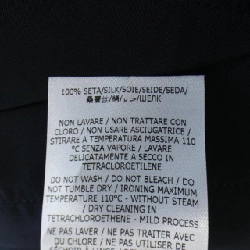 100% SETA/SILK/SOIE/SEIDE/SEDA/
NON LAVARE / NON TRATTARE CON
CLORO / NON USARE ASCIUGATRICE /
STIRARE A TEMPERATURA MASSIMA 110
°C SENZA VAPORE / LAVARE
DELICATAMENTE A SECCO IN
TETRACLOROETILENE
DO NOT WASH / DO NOT BLEACH / DO
NOT TUMBLE DRY / IRONING MAXIMUM
TEMPERATURE 110°C - WITHOUT STEAM
/ DRY CLEANING IN
TETRACHLOROETHENE - MILD PROCESS
NE PAS LAVER / NE PAS TRAITER AVEC
DU CHLORE / NE PAS UTILISER DE